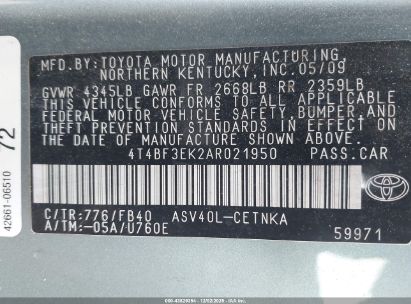 MFD.BY: TOYOTA MOTOR MANUFACTURING,
NORTHERN KENTUCKY, INC. 05/09
GVWR 4345LB GAWR FR 2668LB RR 2359LB
THIS VEHICLE CONFORMS TO ALL APPLICABLE
FEDERAL MOTOR VEHICLE SAFETY, BUMPER, AND
THEFT PREVENTION STANDARDS IN EFFECT ON
THE DATE OF MANUFACTURE SHOWN ABOVE.
4T4BF3EK2AR021950 PASS.CAR
C/TR:776/FB40 ASV40L-CETNKA
A/TM:-05A/U760E
59971
TOYOTA
72
42661-06510